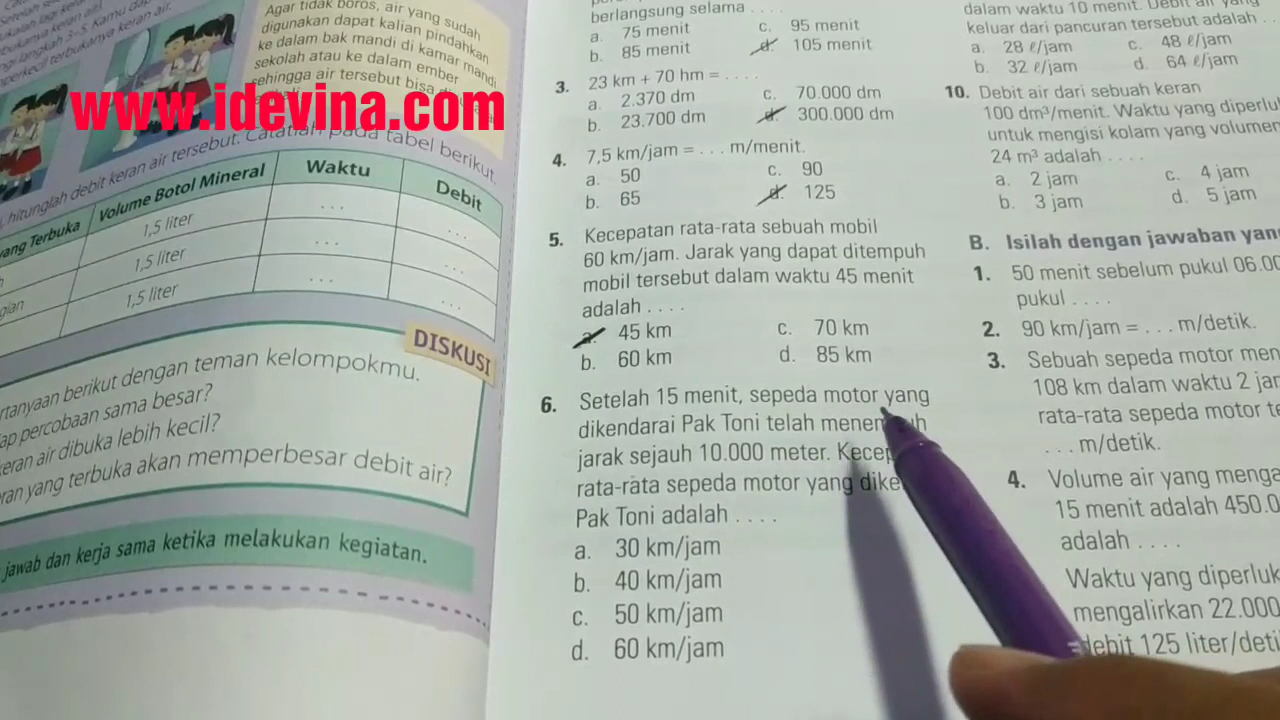 Agar tidak boros, air yang sudah
digunakan dapat kalian pindahkan
ke dalam bak mandi di kamar mandi
sekolah atau ke dalam ember
sehingga air tersebut bisa
www.idevina.com
hitunglah debit keran air tersebut. Catatlah pada tabel berikut.
yang Terbuka
Volume Botol Mineral
Waktu
Debit
1,5 liter
. . .
. . .
1,5 liter
. . .
. . .
gian
1,5 liter
. . .
. . .
DISKUSI
rtanyaan berikut dengan teman kelompokmu.
ap percobaan sama besar?
keran air dibuka lebih kecil?
ran yang terbuka akan memperbesar debit air?
jawab dan kerja sama ketika melakukan kegiatan.
berlangsung selama . . . .
a. 75 menit
c. 95 menit
b. 85 menit
d. 105 menit
3. 23 km + 70 hm = . . . .
a. 2.370 dm
c. 70.000 dm
b. 23.700 dm
d. 300.000 dm
4. 7,5 km/jam = . . . m/menit.
a. 50
c. 90
b. 65
d. 125
5. Kecepatan rata-rata sebuah mobil
60 km/jam. Jarak yang dapat ditempuh
mobil tersebut dalam waktu 45 menit
adalah . . . .
a. 45 km
c. 70 km
b. 60 km
d. 85 km
6. Setelah 15 menit, sepeda motor yang
dikendarai Pak Toni telah menem uh
jarak sejauh 10.000 meter. Kecep
rata-rata sepeda motor yang dike
Pak Toni adalah . . . .
a. 30 km/jam
b. 40 km/jam
c. 50 km/jam
d. 60 km/jam
dalam waktu 10 menit. Debit air yang
keluar dari pancuran tersebut adalah . .
a. 28 ℓ/jam
c. 48 ℓ/jam
b. 32 ℓ/jam
d. 64 ℓ/jam
10. Debit air dari sebuah keran
100 dm³/menit. Waktu yang diperlu
untuk mengisi kolam yang volumen
24 m³ adalah . . . .
a. 2 jam
c. 4 jam
b. 3 jam
d. 5 jam
B. Isilah dengan jawaban yan
1. 50 menit sebelum pukul 06.00
pukul . . . .
2. 90 km/jam = . . . m/detik.
3. Sebuah sepeda motor men
108 km dalam waktu 2 jar
rata-rata sepeda motor te
. . . m/detik.
4. Volume air yang menga
15 menit adalah 450.0
adalah . . . .
Waktu yang diperluk
mengalirkan 22.000
debit 125 liter/deti